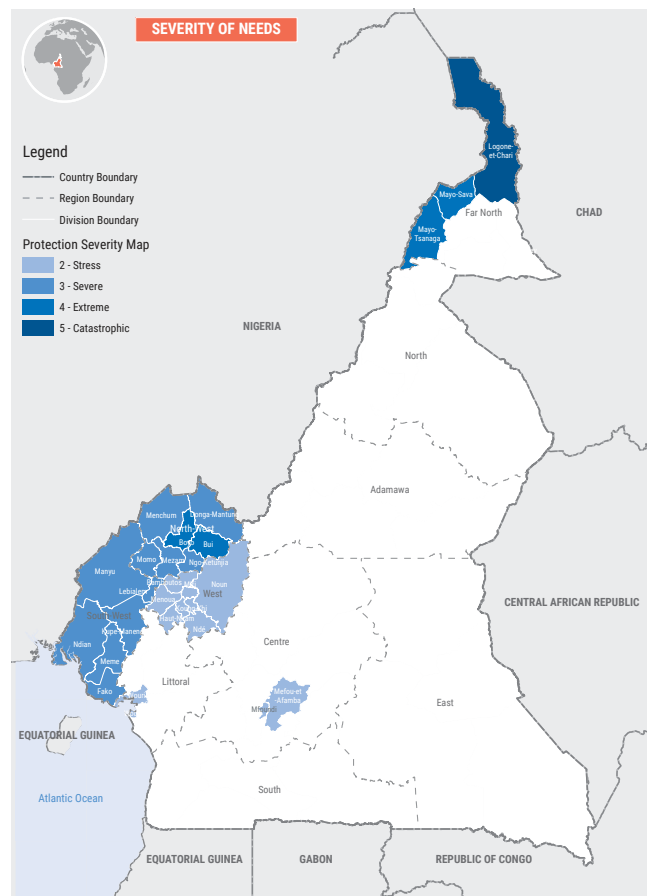 SEVERITY OF NEEDS
Legend
Country Boundary
Region Boundary
Division Boundary
Protection Severity Map
2 - Stress
3 - Severe
4 - Extreme
5 - Catastrophic
Logone-
et-Chari
Mayo-Sava
Far North
Mayo-
Tsanaga
CHAD
NIGERIA
North
Adamawa
Menchum
Donga-Mantung
North-West
Boyo
Bui
Momo
Mezam
Ngo-Ketunjia
Manyu
Lebialem
Bamboutos
Noun
West
Menoua
Haut-Nkam
Ndé
South-West
Ndian
Meme
Fako
Littoral
Centre
Mefou-et
Afamba
Mfoundi
East
CENTRAL AFRICAN REPUBLIC
EQUATORIAL GUINEA
Atlantic Ocean
South
EQUATORIAL GUINEA
GABON
REPUBLIC OF CONGO